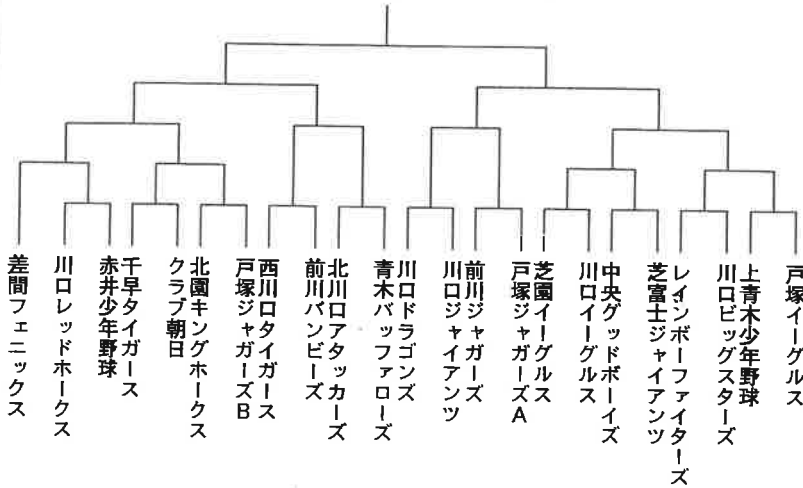 差間フェニックス
川口レッドホークス
赤井少年野球
千早タイガース
クラブ朝日
北園キングホークス
戸塚ジャガーズB
西川口タイガース
前川バンビーズ
北川口アタッカーズ
青木バッファローズ
川口ドラゴンズ
川口ジャイアンツ
前川ジャガーズ
戸塚ジャガーズA
芝園イーグルス
川口イーグルス
中央グッドボーイズ
芝富士ジャイアンツ
レインボーファイターズ
川口ビッグスターズ
上青木少年野球
戸塚イーグルス